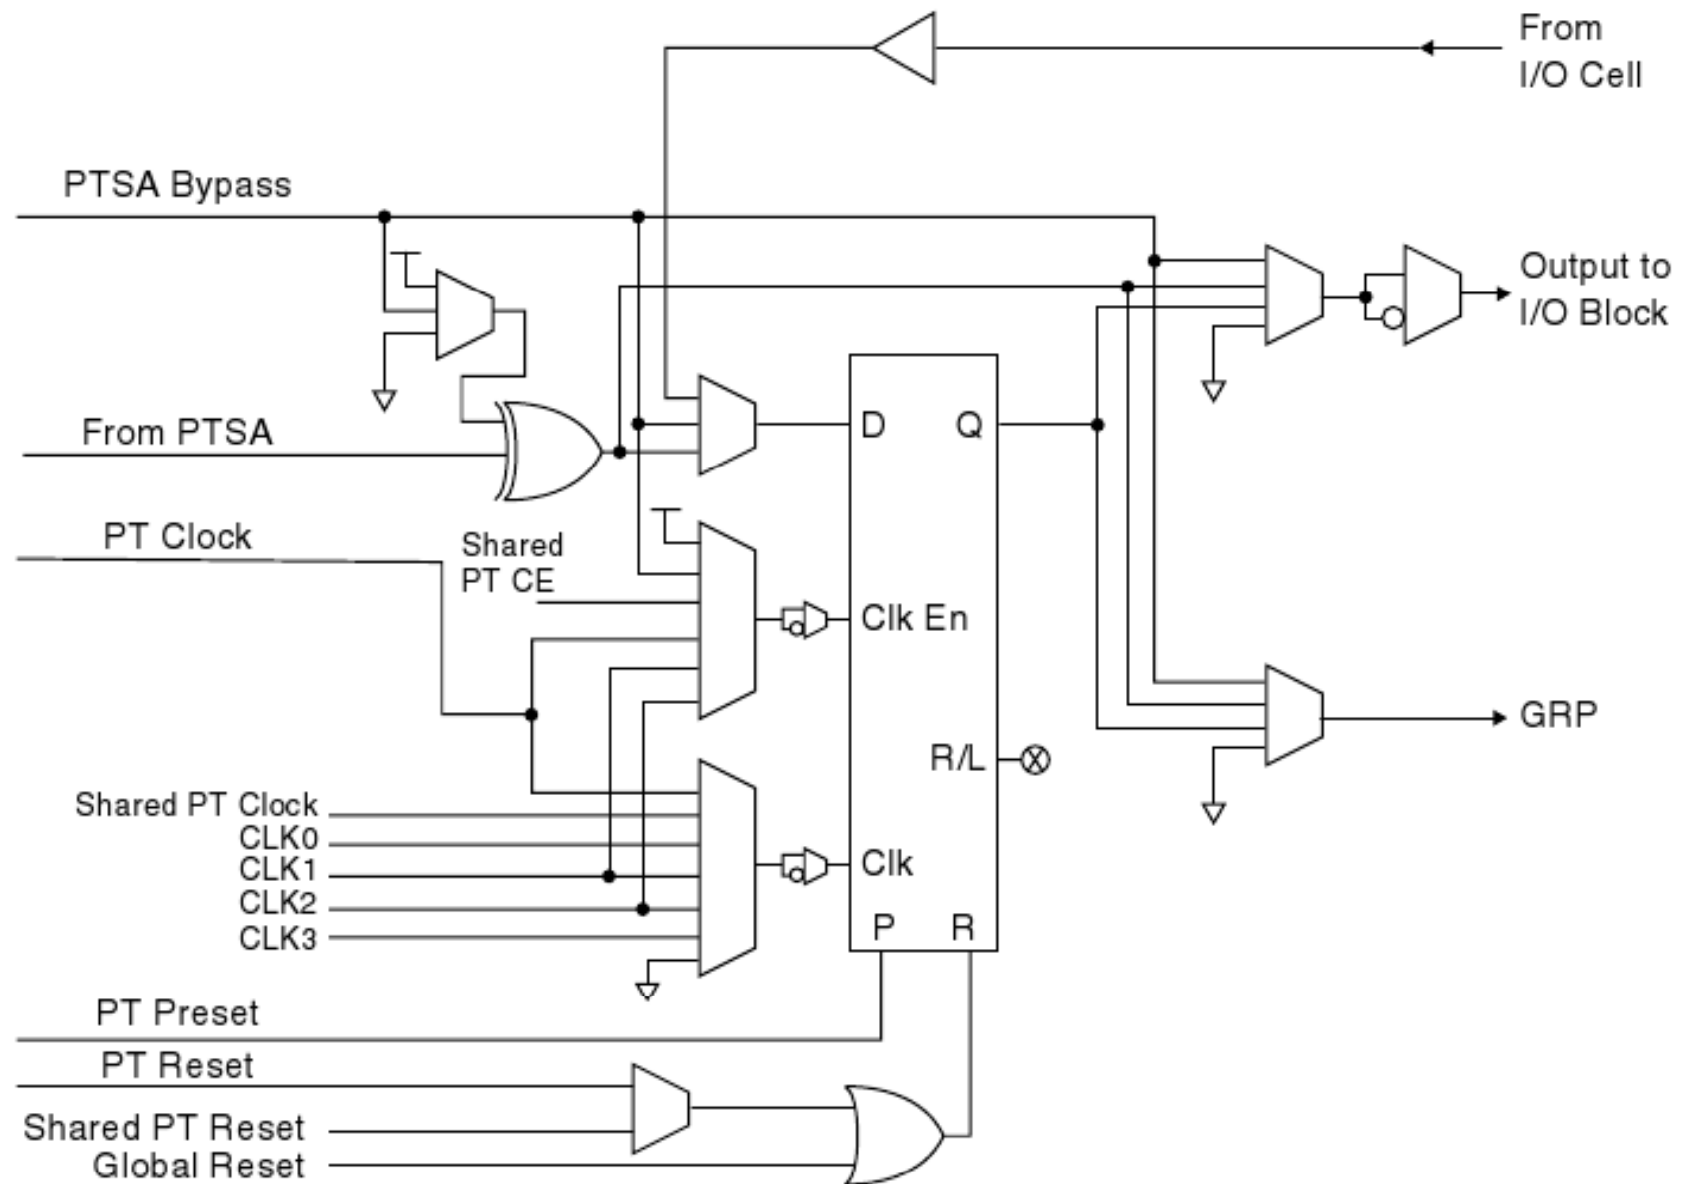 From
I/O Cell
PTSA Bypass
Output to
I/O Block
From PTSA
D
Q
PT Clock
Shared
PT CE
Clk En
GRP
R/L
Shared PT Clock
CLK0
CLK1
CLK2
CLK3
Clk
P
R
PT Preset
PT Reset
Shared PT Reset
Global Reset